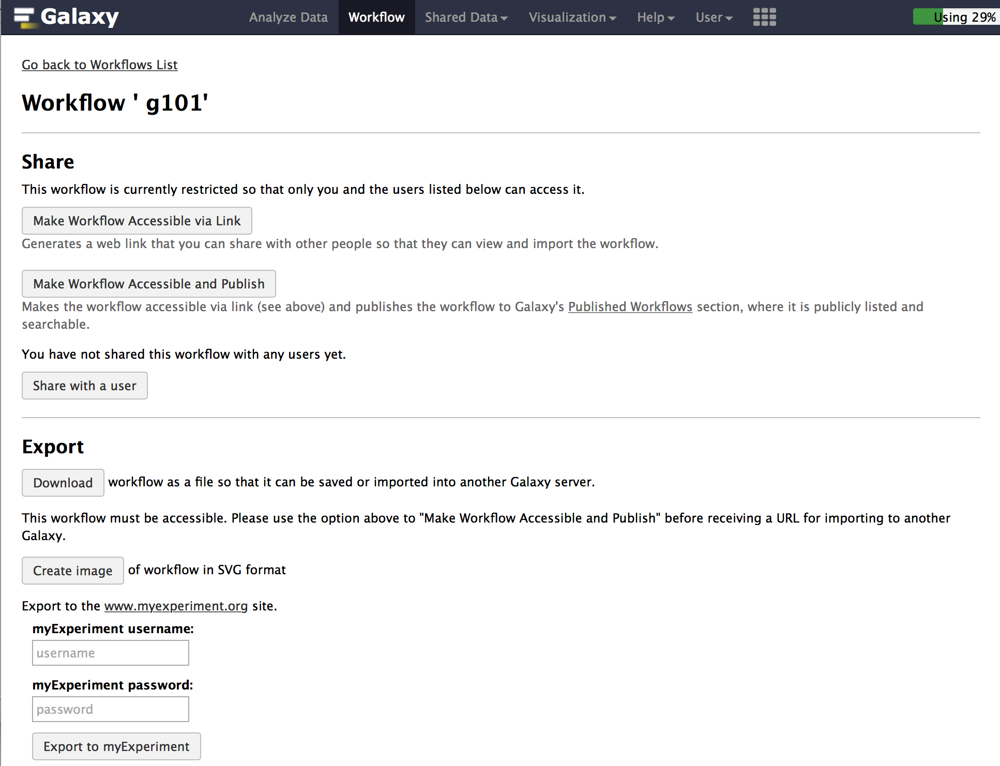 Galaxy
Analyze Data Workflow Shared Data Visualization Help User Using 29%
Go back to Workflows List
Workflow ' g101'
Share
This workflow is currently restricted so that only you and the users listed below can access it.
Make Workflow Accessible via Link
Generates a web link that you can share with other people so that they can view and import the workflow.
Make Workflow Accessible and Publish
Makes the workflow accessible via link (see above) and publishes the workflow to Galaxy's Published Workflows section, where it is publicly listed and
searchable.
You have not shared this workflow with any users yet.
Share with a user
Export
Download workflow as a file so that it can be saved or imported into another Galaxy server.
This workflow must be accessible. Please use the option above to "Make Workflow Accessible and Publish" before receiving a URL for importing to another
Galaxy.
Create image of workflow in SVG format
Export to the www.myexperiment.org site.
myExperiment username:
username
myExperiment password:
password
Export to myExperiment